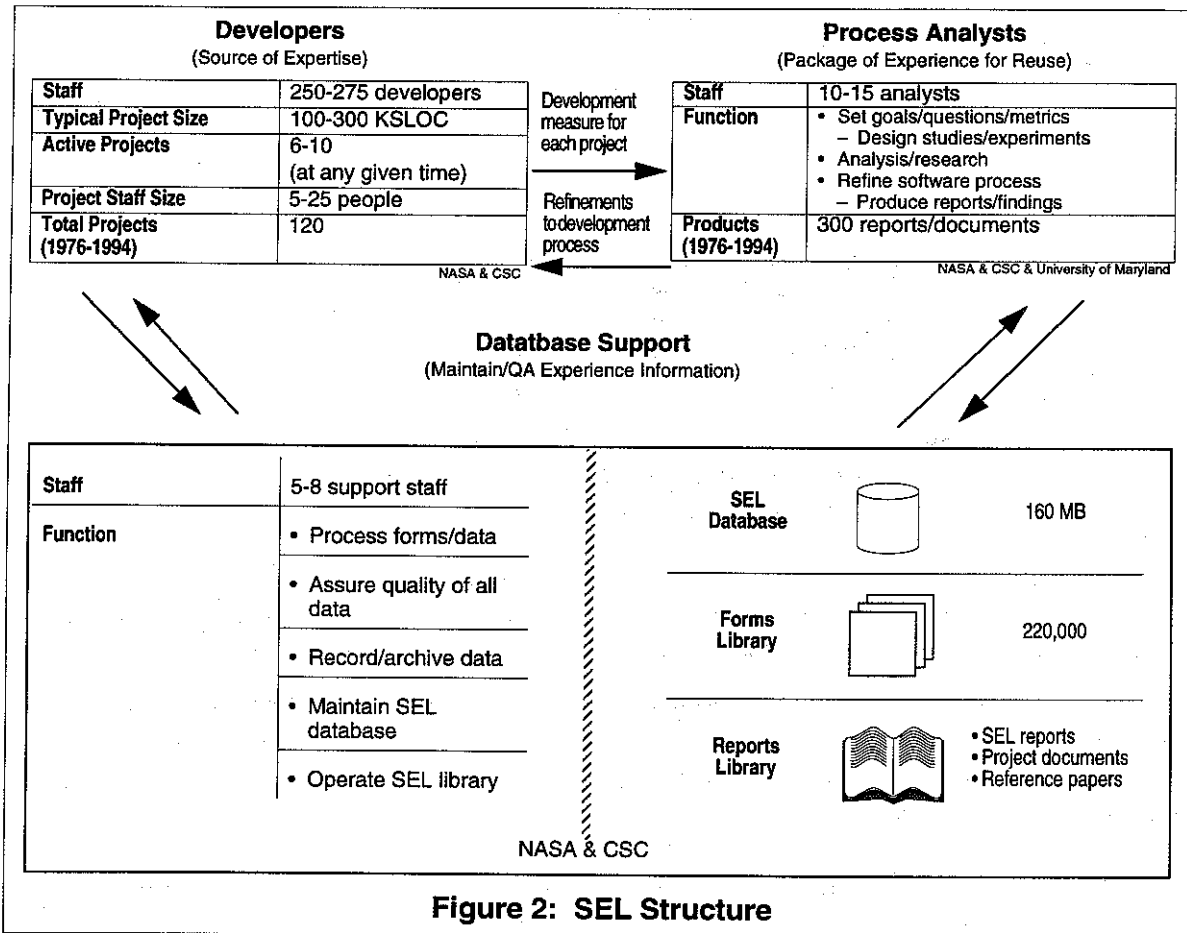 Developers
(Source of Expertise)
Staff 250-275 developers
Typical Project Size 100-300 KSLOC
Active Projects 6-10
(at any given time)
Project Staff Size 5-25 people
Total Projects 120
(1976-1994)
NASA & CSC
Development
measure for
each project
Refinements
to development
process
Process Analysts
(Package of Experience for Reuse)
Staff 10-15 analysts
Function • Set goals/questions/metrics
– Design studies/experiments
• Analysis/research
• Refine software process
– Produce reports/findings
Products 300 reports/documents
(1976-1994)
NASA & CSC & University of Maryland
Datatbase Support
(Maintain/QA Experience Information)
Staff 5-8 support staff
Function • Process forms/data
• Assure quality of all
data
• Record/archive data
• Maintain SEL
database
• Operate SEL library
SEL
Database
160 MB
Forms
Library
220,000
Reports
Library
• SEL reports
• Project documents
• Reference papers
NASA & CSC
Figure 2: SEL Structure